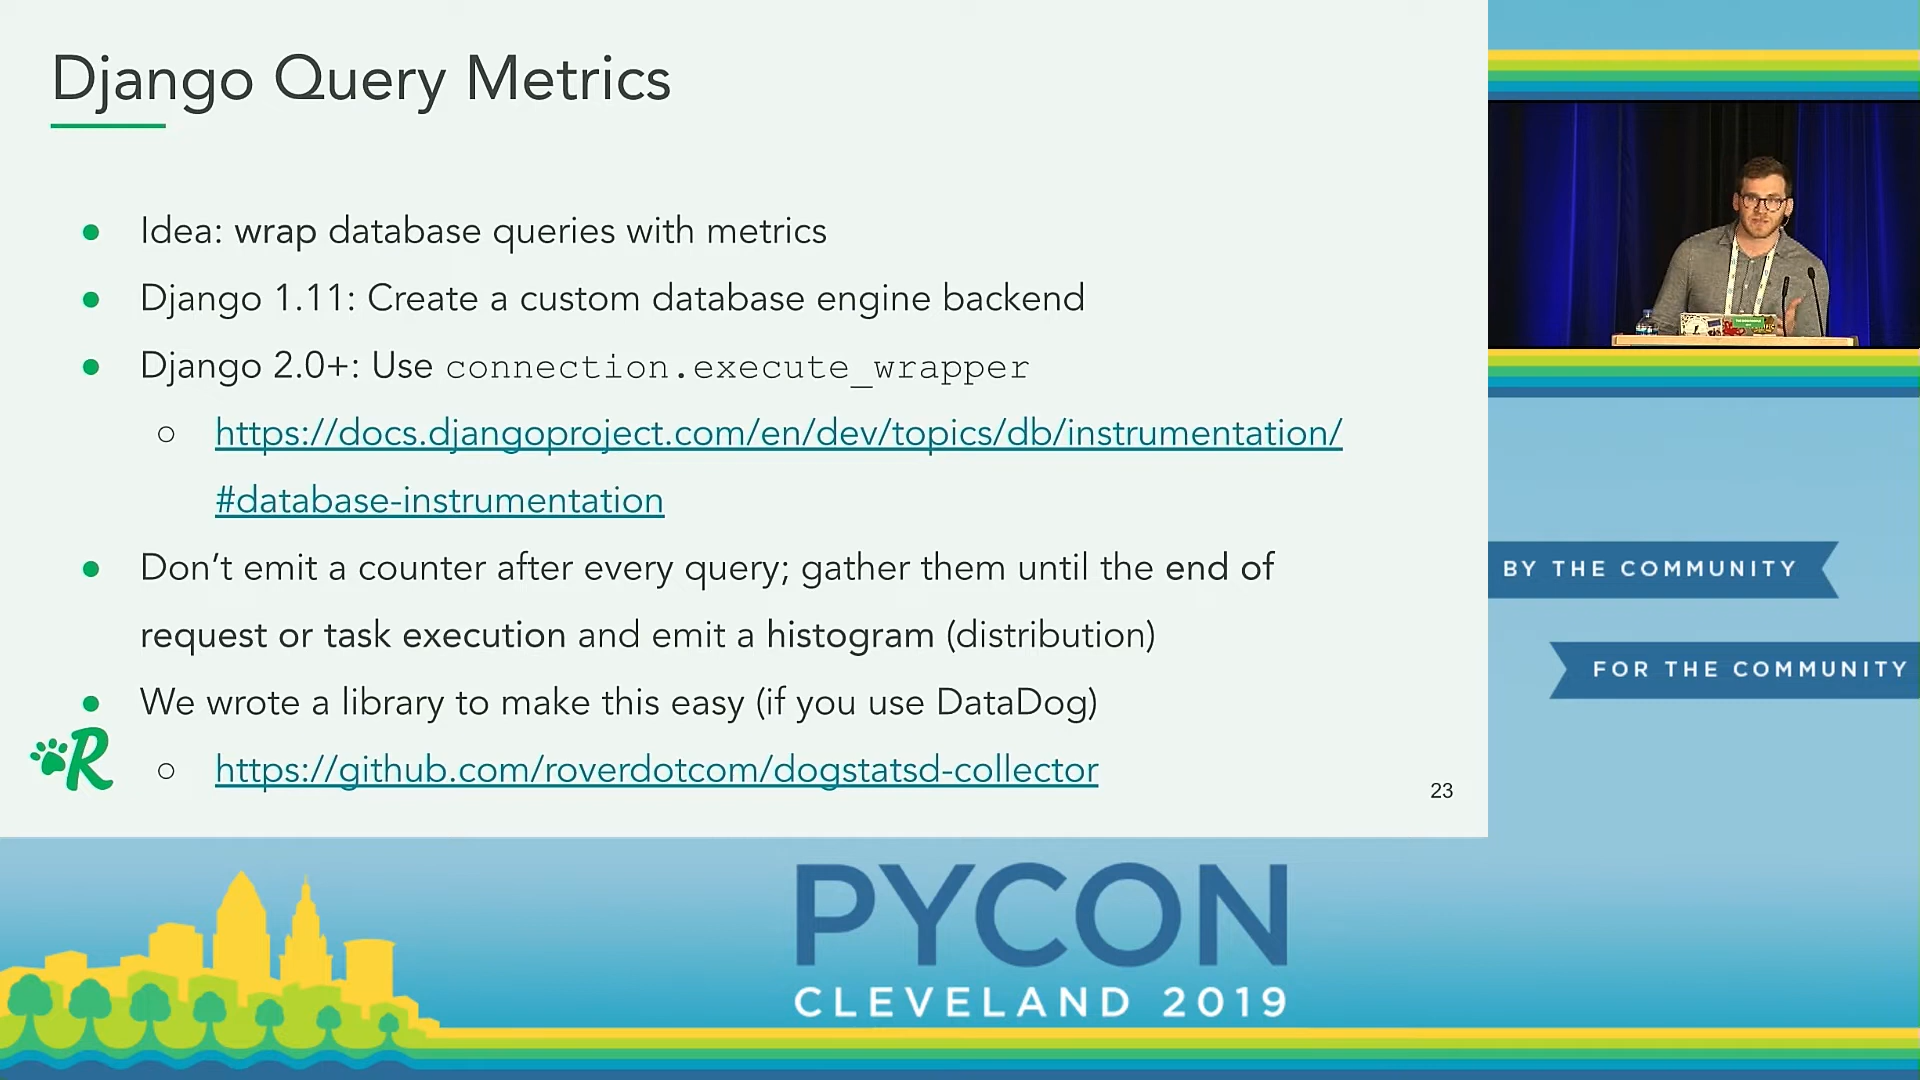 Django Query Metrics
● Idea: wrap database queries with metrics
● Django 1.11: Create a custom database engine backend
● Django 2.0+: Use connection.execute_wrapper
○ https://docs.djangoproject.com/en/dev/topics/db/instrumentation/
#database-instrumentation
● Don’t emit a counter after every query; gather them until the end of
request or task execution and emit a histogram (distribution)
● We wrote a library to make this easy (if you use DataDog)
○ https://github.com/roverdotcom/dogstatsd-collector
R
23
BY THE COMMUNITY
FOR THE COMMUNITY
PYCON
CLEVELAND 2019